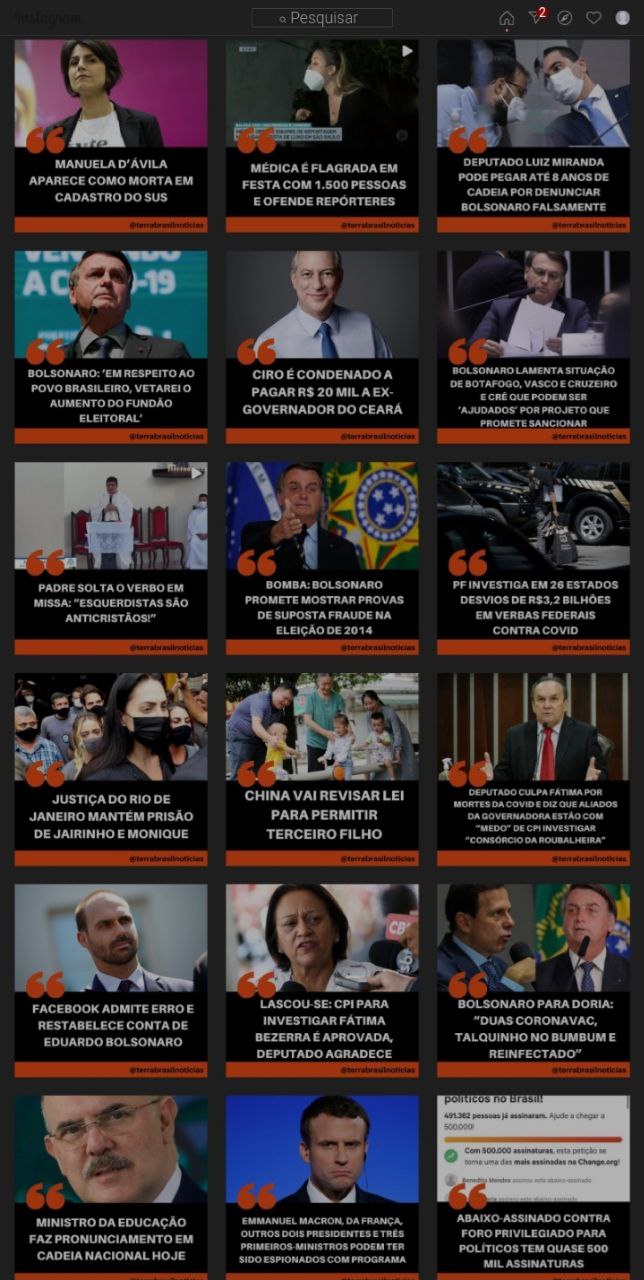 Instagram
Pesquisar
2
MANUELA D'ÁVILA
APARECE COMO MORTA EM
CADASTRO DO SUS
@terrabrasilnoticias
MÉDICA É FLAGRADA EM
FESTA COM 1.500 PESSOAS
E OFENDE REPÓRTERES
@terrabrasilnoticias
DEPUTADO LUIZ MIRANDA
PODE PEGAR ATÉ 8 ANOS DE
CADEIA POR DENUNCIAR
BOLSONARO FALSAMENTE
@terrabrasilnoticias
BOLSONARO: 'EM RESPEITO AO
POVO BRASILEIRO, VETAREI O
AUMENTO DO FUNDÃO
ELEITORAL'
@terrabrasilnoticias
CIRO É CONDENADO A
PAGAR R$ 20 MIL A EX-
GOVERNADOR DO CEARÁ
@terrabrasilnoticias
BOLSONARO LAMENTA SITUAÇÃO
DE BOTAFOGO, VASCO E CRUZEIRO
E CRÊ QUE PODEM SER
'AJUDADOS' POR PROJETO QUE
PROMETE SANCIONAR
@terrabrasilnoticias
PADRE SOLTA O VERBO EM
MISSA: "ESQUERDISTAS SÃO
ANTICRISTÃOS!"
@terrabrasilnoticias
BOMBA: BOLSONARO
PROMETE MOSTRAR PROVAS
DE SUPOSTA FRAUDE NA
ELEIÇÃO DE 2014
@terrabrasilnoticias
PF INVESTIGA EM 26 ESTADOS
DESVIOS DE R$3,2 BILHÕES
EM VERBAS FEDERAIS
CONTRA COVID
@terrabrasilnoticias
JUSTIÇA DO RIO DE
JANEIRO MANTÉM PRISÃO
DE JAIRINHO E MONIQUE
@terrabrasilnoticias
CHINA VAI REVISAR LEI
PARA PERMITIR
TERCEIRO FILHO
@terrabrasilnoticias
DEPUTADO CULPA FÁTIMA POR
MORTES DA COVID E DIZ QUE ALIADOS
DA GOVERNADORA ESTÃO COM
"MEDO" DE CPI INVESTIGAR
"CONSÓRCIO DA ROUBALHEIRA"
@terrabrasilnoticias
FACEBOOK ADMITE ERRO E
RESTABELECE CONTA DE
EDUARDO BOLSONARO
@terrabrasilnoticias
LASCOU-SE: CPI PARA
INVESTIGAR FÁTIMA
BEZERRA É APROVADA,
DEPUTADO AGRADECE
@terrabrasilnoticias
BOLSONARO PARA DORIA:
"DUAS CORONAVAC,
TALQUINHO NO BUMBUM E
REINFECTADO"
@terrabrasilnoticias
MINISTRO DA EDUCAÇÃO
FAZ PRONUNCIAMENTO EM
CADEIA NACIONAL HOJE
EMMANUEL MACRON, DA FRANÇA,
OUTROS DOIS PRESIDENTES E TRÊS
PRIMEIROS-MINISTROS PODEM TER
SIDO ESPIONADOS COM PROGRAMA
políticos no Brasil!
491.362 pessoas já assinaram. Ajude a chegar a
500.000!
Com 500.000 assinaturas, esta petição se
torna uma das mais assinadas na Change.org!
Benedita Mendes assinou este abaixo-assinado
ABAIXO-ASSINADO CONTRA
FORO PRIVILEGIADO PARA
POLÍTICOS TEM QUASE 500
MIL ASSINATURAS